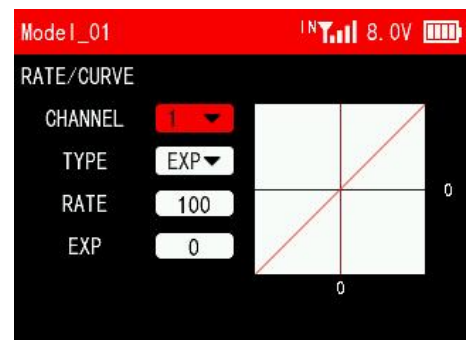 Model_01 IN 8.0V
RATE/CURVE
CHANNEL 1
TYPE EXP
RATE 100
0
EXP 0
0